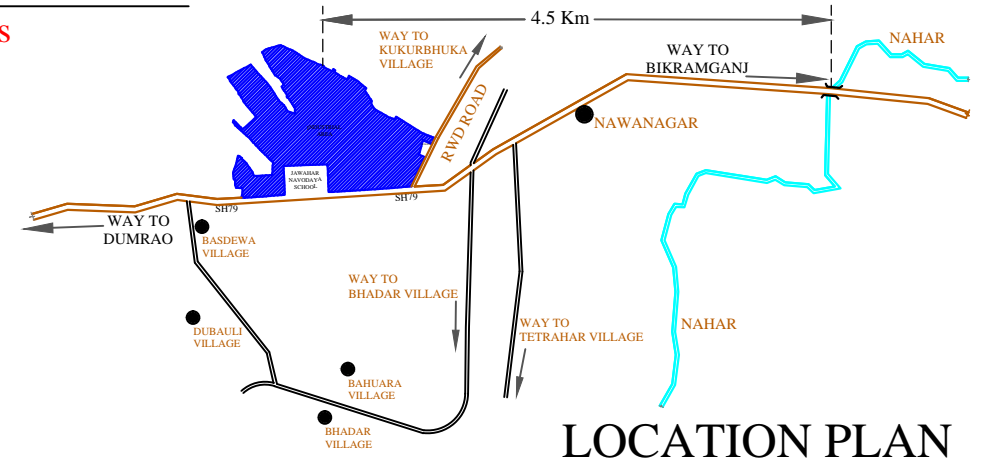 s
4.5 Km
WAY TO
KUKURBHUKA
VILLAGE
WAY TO
BIKRAMGANJ
NAHAR
RWD ROAD
NAWANAGAR
INDUSTRIAL
AREA
JAWAHAR
NAVODAYA
SCHOOL
SH79
SH79
WAY TO
DUMRAO
BASDEWA
VILLAGE
WAY TO
BHADAR VILLAGE
DUBAULI
VILLAGE
WAY TO
TETRAHAR VILLAGE
NAHAR
BAHUARA
VILLAGE
BHADAR
VILLAGE
LOCATION PLAN